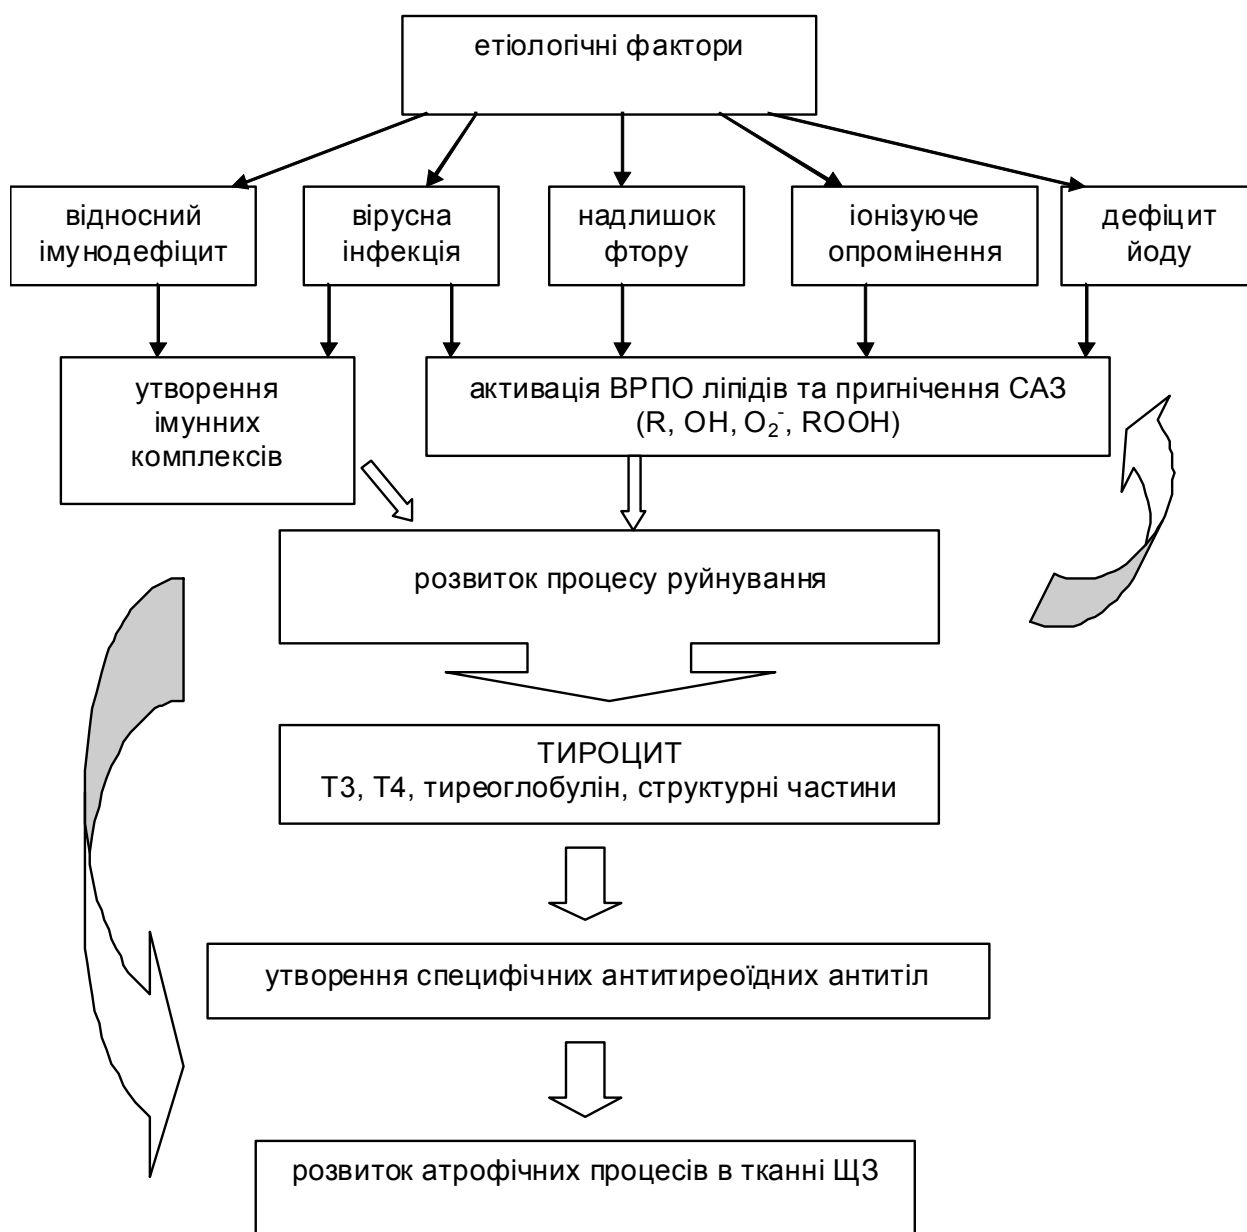 етіологічні фактори
відносний
імунодефіцит
вірусна
інфекція
надлишок
фтору
іонізуюче
опромінення
дефіцит
йоду
утворення
імунних
комплексів
активація ВРПО ліпідів та пригнічення САЗ
(R, OH, O₂⁻, ROOH)
розвиток процесу руйнування
ТИРОЦИТ
Т3, Т4, тиреоглобулін, структурні частини
утворення специфічних антитиреоїдних антитіл
розвиток атрофічних процесів в тканні ЩЗ